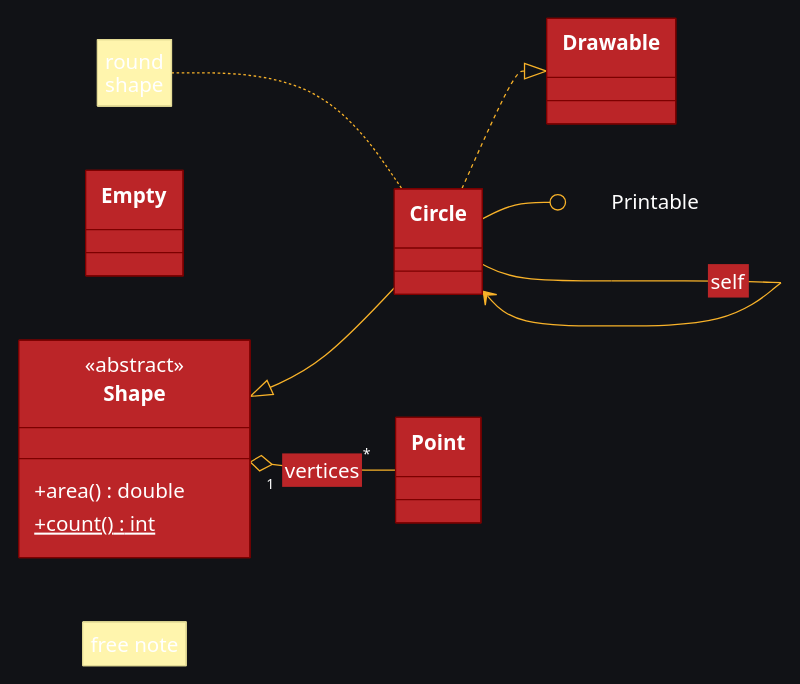 round
shape
Drawable
Empty
Circle
Printable
self
«abstract»
Shape
+area() : double
+count() : int
1
vertices
*
Point
free note